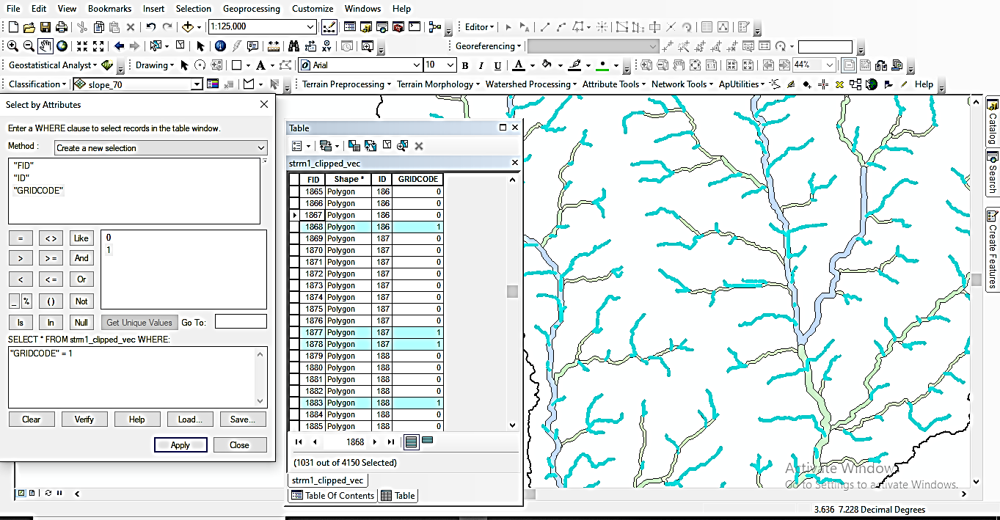 File Edit View Bookmarks Insert Selection Geoprocessing Customize Windows Help
1:125,000 Editor
Georeferencing
Geostatistical Analyst Drawing A Arial 10 B I U A 44%
Classification slope_70 Terrain Preprocessing Terrain Morphology Watershed Processing Attribute Tools Network Tools ApUtilities Help
Select by Attributes
Enter a WHERE clause to select records in the table window.
Method : Create a new selection
"FID"
"ID"
"GRIDCODE"
= < > Like
> > = And
< < = Or
_ % ( ) Not
Is In Null
0
1
Get Unique Values Go To:
SELECT * FROM strm1_clipped_vec WHERE:
"GRIDCODE" = 1
Clear Verify Help Load... Save...
Apply Close
Table
strm1_clipped_vec
FID Shape * ID GRIDCODE
1865 Polygon 186 0
1866 Polygon 186 0
1867 Polygon 186 0
1868 Polygon 186 1
1869 Polygon 187 0
1870 Polygon 187 0
1871 Polygon 187 0
1872 Polygon 187 0
1873 Polygon 187 0
1874 Polygon 187 0
1875 Polygon 187 0
1876 Polygon 187 0
1877 Polygon 187 1
1878 Polygon 187 1
1879 Polygon 188 0
1880 Polygon 188 0
1881 Polygon 188 0
1882 Polygon 188 0
1883 Polygon 188 1
1884 Polygon 188 0
1885 Polygon 188 0
1868
(1031 out of 4150 Selected)
strm1_clipped_vec
Table Of Contents Table
Catalog
Search
Create Features
Activate Windows
Go to Settings to activate Windows.
3.636 7.228 Decimal Degrees